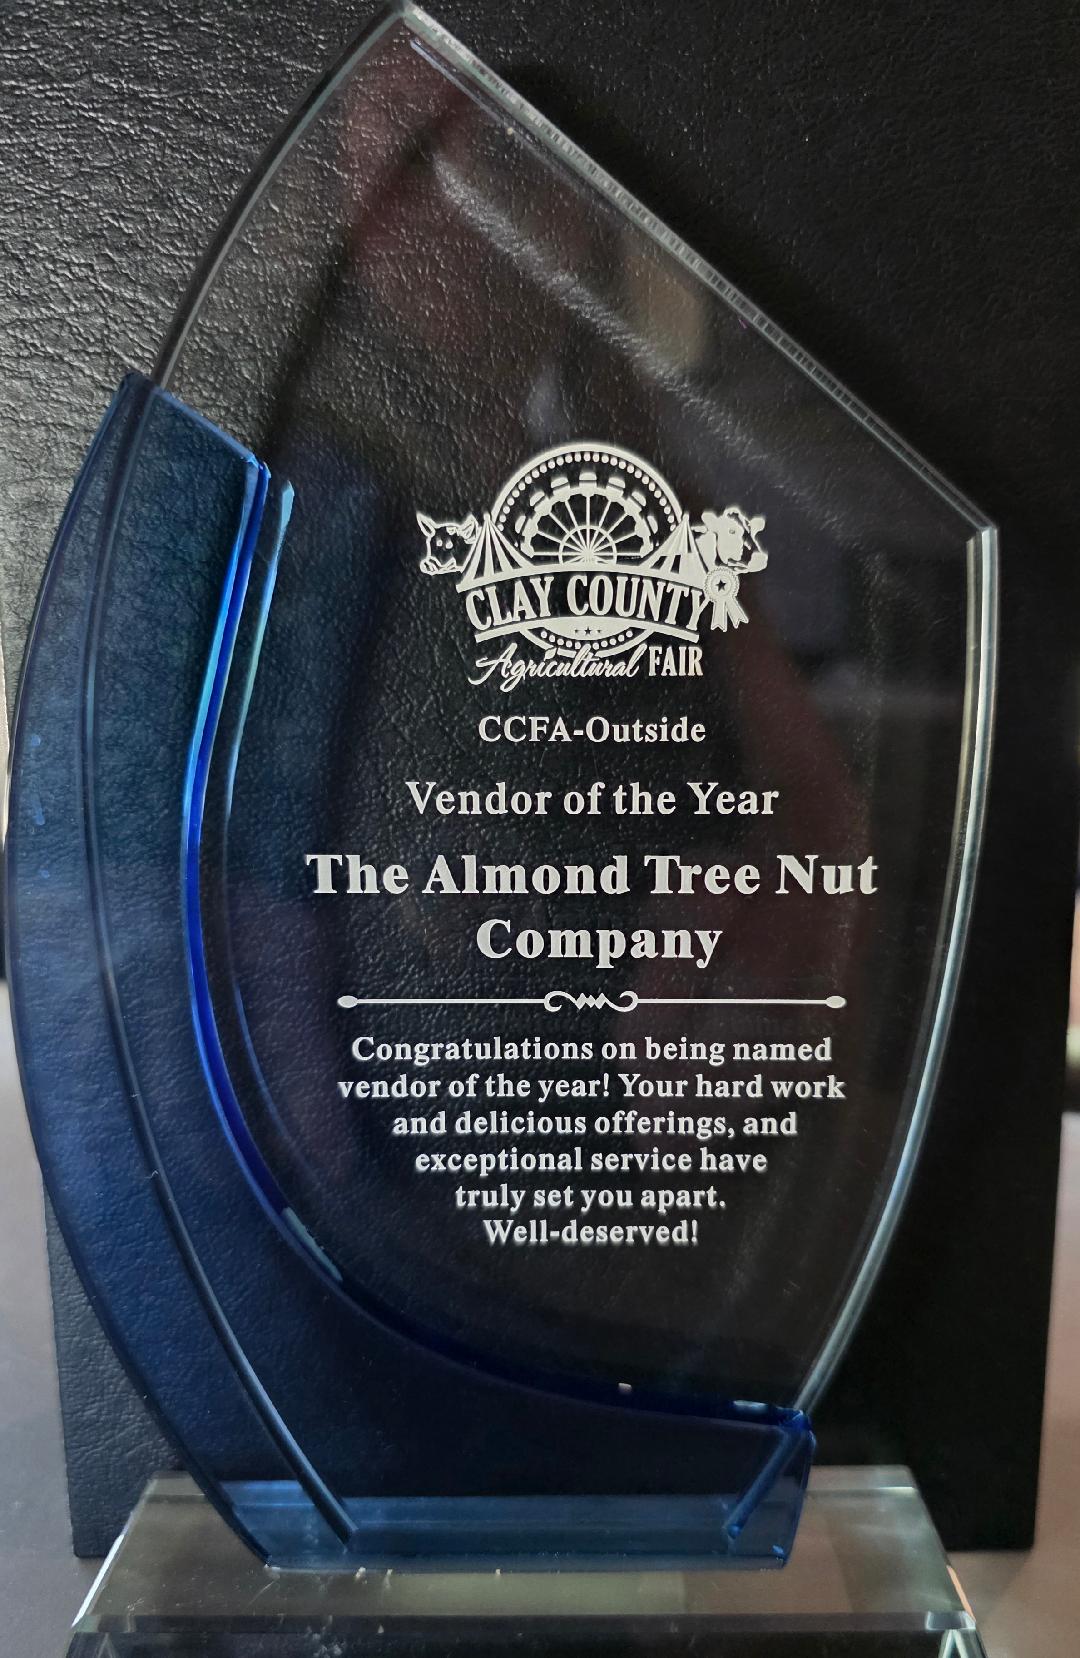 CLAY COUNTY
Agricultural FAIR
CCFA-Outside
Vendor of the Year
The Almond Tree Nut
Company
Congratulations on being named
vendor of the year! Your hard work
and delicious offerings, and
exceptional service have
truly set you apart.
Well-deserved!